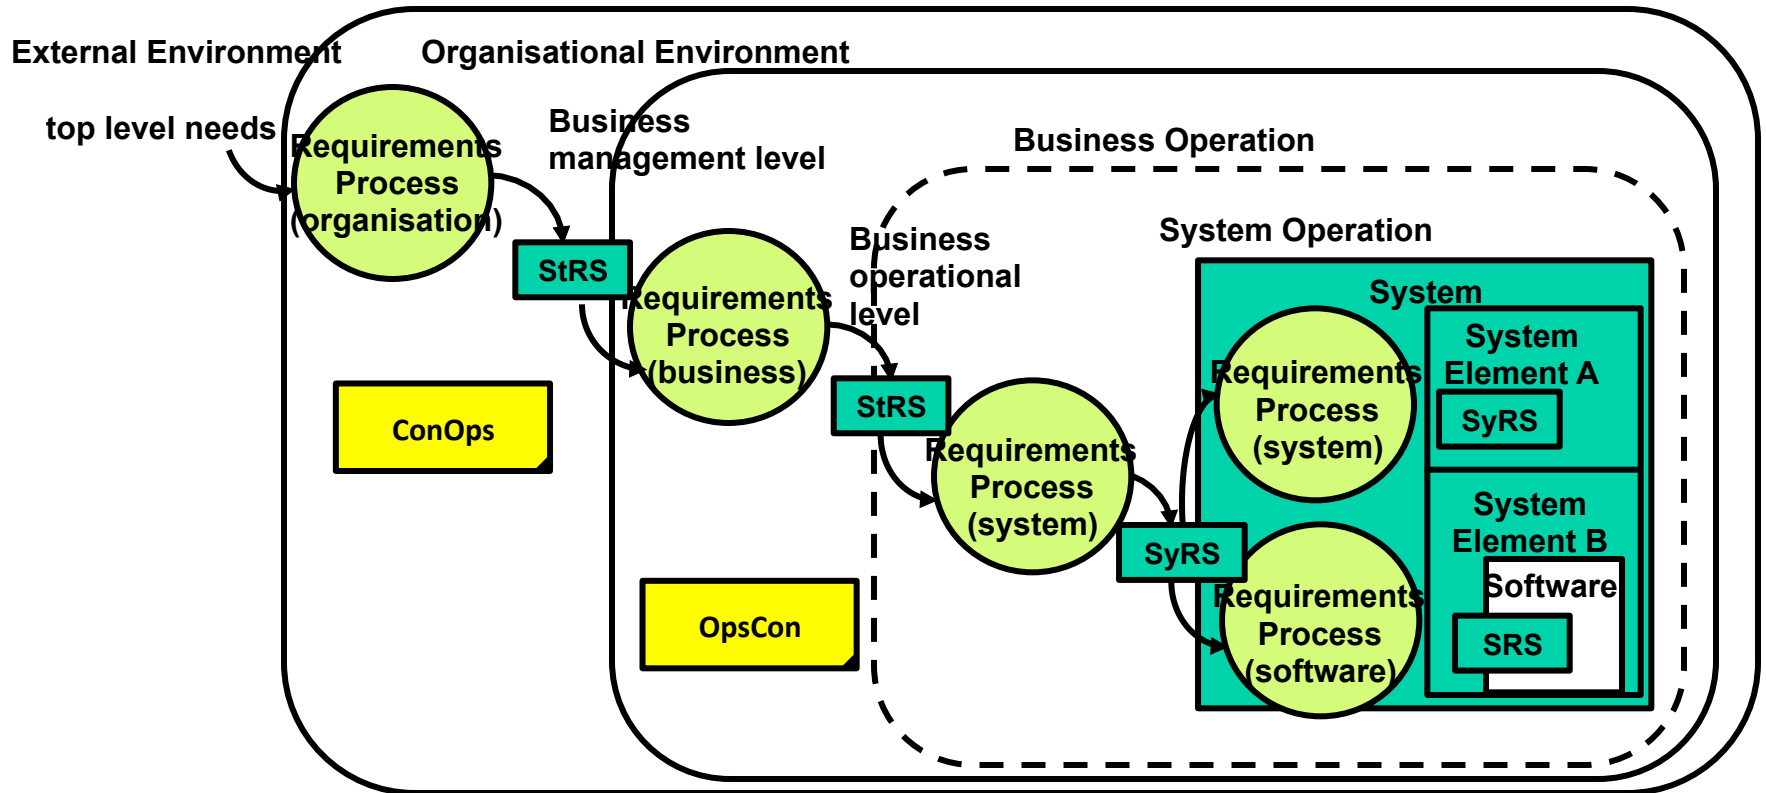 External Environment
Organisational Environment
top level needs
Requirements
Process
(organisation)
Business
management level
StRS
Business Operation
Requirements
Process
(business)
Business
operational
level
System Operation
StRS
ConOps
Requirements
Process
(system)
System
Requirements
Process
(system)
System
Element A
SyRS
SyRS
System
Element B
Software
SRS
Requirements
Process
(software)
OpsCon